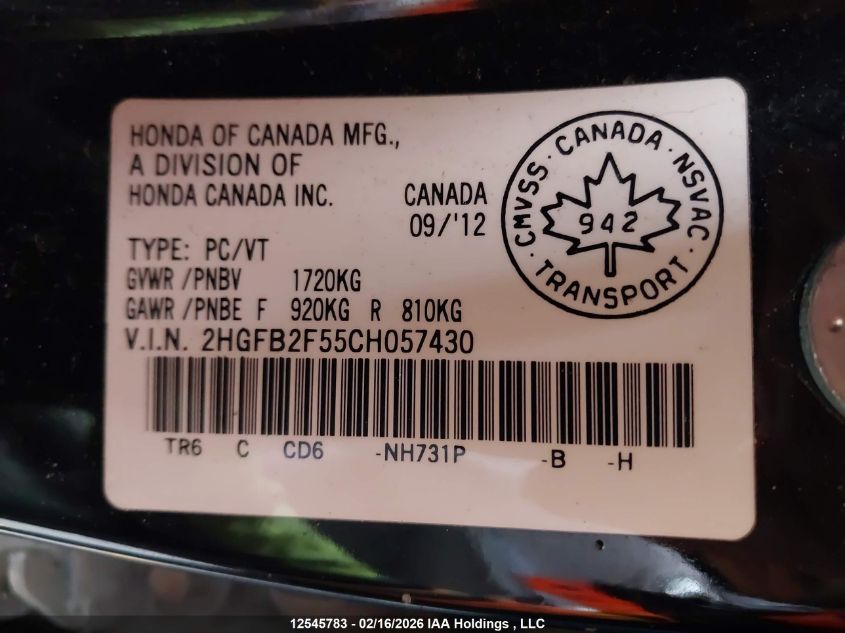 HONDA OF CANADA MFG.,
A DIVISION OF
HONDA CANADA INC.
CANADA
09/'12
CMVSS · CANADA · NSVAC
942
· TRANSPORT ·
TYPE: PC/VT
GVWR /PNBV 1720KG
GAWR /PNBE F 920KG R 810KG
V.I.N. 2HGFB2F55CH057430
TR6 C CD6 -NH731P -B -H
12545783 - 02/16/2026 IAA Holdings , LLC